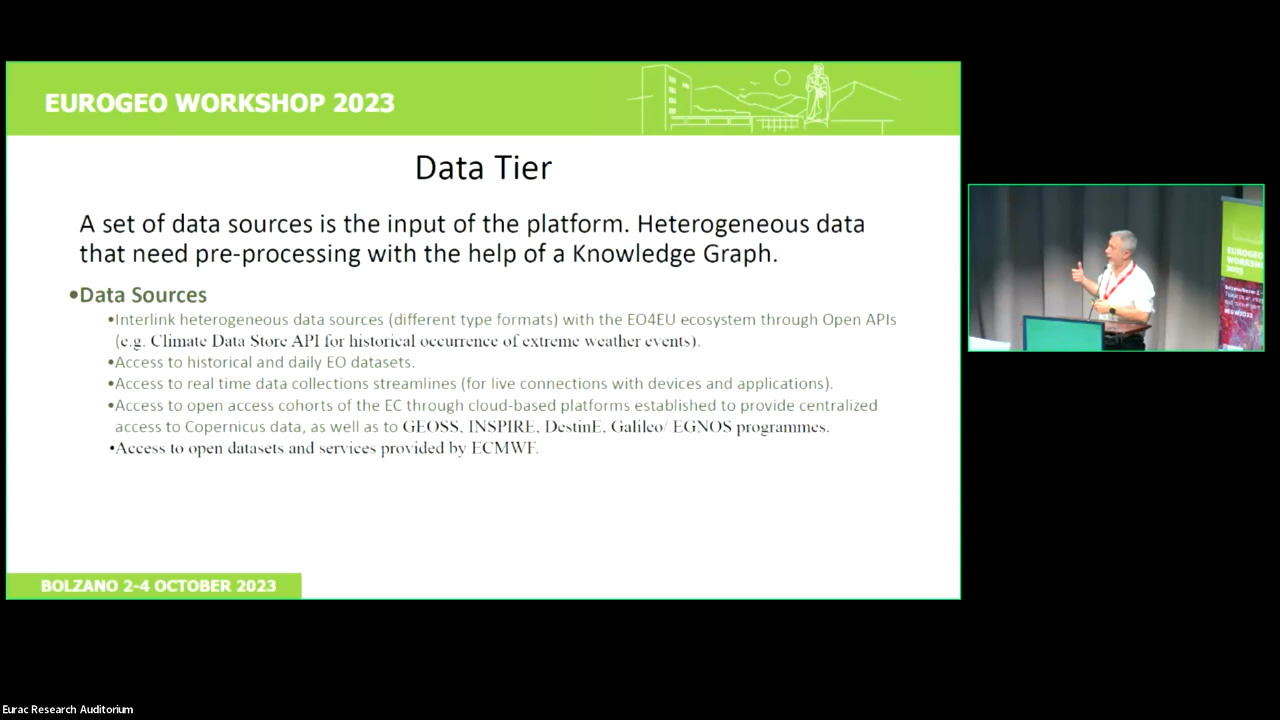 EUROGEO WORKSHOP 2023
Data Tier
A set of data sources is the input of the platform. Heterogeneous data
that need pre-processing with the help of a Knowledge Graph.
•Data Sources
•Interlink heterogeneous data sources (different type formats) with the EO4EU ecosystem through Open APIs
(e.g. Climate Data Store API for historical occurrence of extreme weather events).
•Access to historical and daily EO datasets.
•Access to real time data collections streamlines (for live connections with devices and applications).
•Access to open access cohorts of the EC through cloud-based platforms established to provide centralized
access to Copernicus data, as well as to GEOSS, INSPIRE, DestinE, Galileo/ EGNOS programmes.
•Access to open datasets and services provided by ECMWF.
BOLZANO 2-4 OCTOBER 2023
EUROGEO
WORKSH
2023
Eurac Research Auditorium